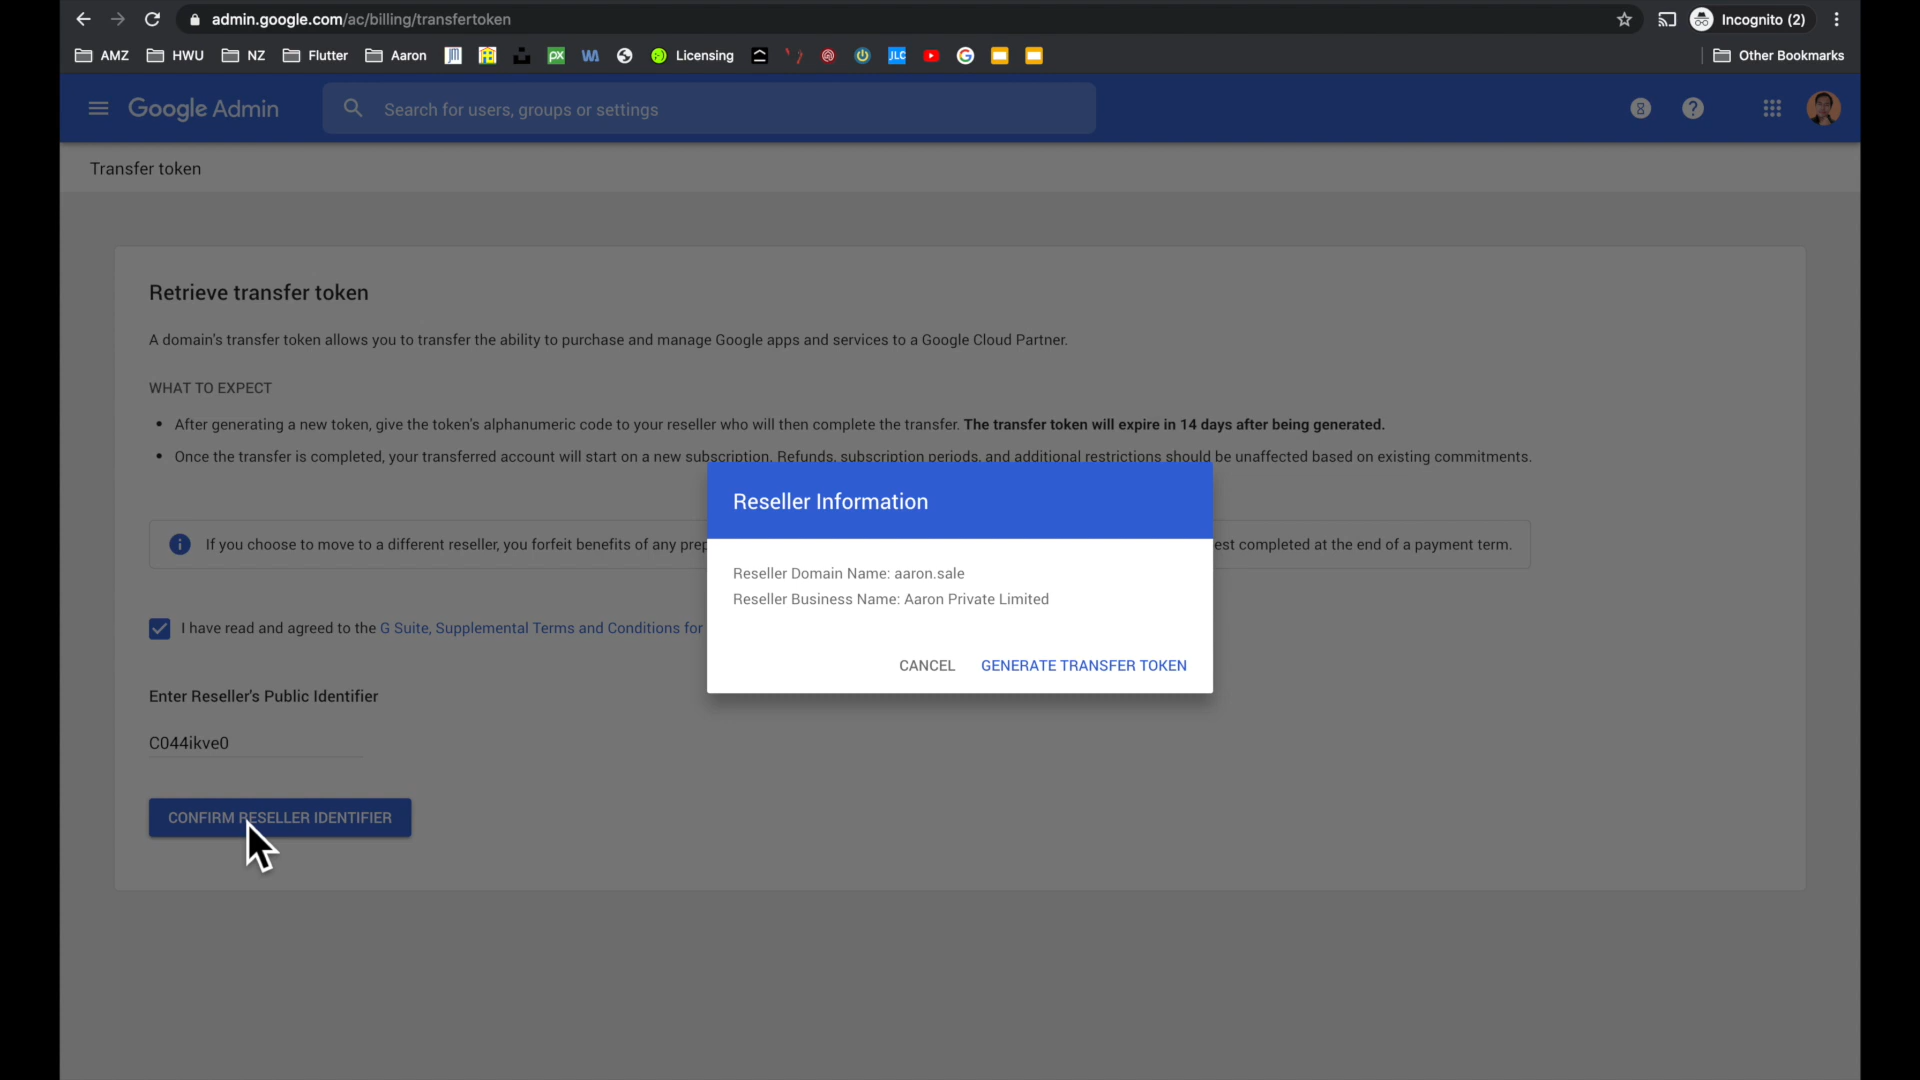 admin.google.com/ac/billing/transfertoken
Incognito (2)
AMZ
HWU
NZ
Flutter
Aaron
px
Licensing
JLC
Other Bookmarks
Google Admin
Search for users, groups or settings
Transfer token
Retrieve transfer token
A domain's transfer token allows you to transfer the ability to purchase and manage Google apps and services to a Google Cloud Partner.
WHAT TO EXPECT
• After generating a new token, give the token's alphanumeric code to your reseller who will then complete the transfer. The transfer token will expire in 14 days after being generated.
• Once the transfer is completed, your transferred account will start on a new subscription. Refunds, subscription periods, and additional restrictions should be unaffected based on existing commitments.
Reseller Information
If you choose to move to a different reseller, you forfeit benefits of any prep
est completed at the end of a payment term.
Reseller Domain Name: aaron.sale
Reseller Business Name: Aaron Private Limited
I have read and agreed to the G Suite, Supplemental Terms and Conditions for
CANCEL
GENERATE TRANSFER TOKEN
Enter Reseller's Public Identifier
C044ikve0
CONFIRM RESELLER IDENTIFIER